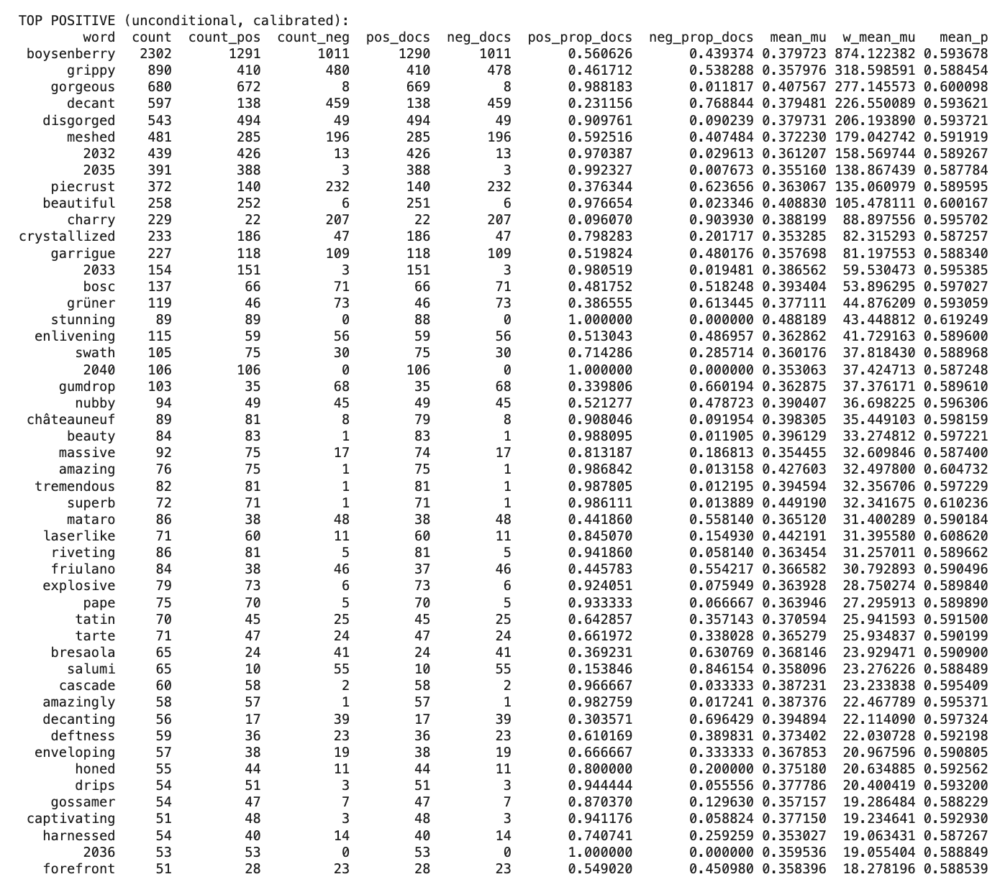 TOP POSITIVE (unconditional, calibrated):
word count count_pos count_neg pos_docs neg_docs pos_prop_docs neg_prop_docs mean_mu w_mean_mu mean_p
boysenberry 2302 1291 1011 1290 1011 0.560626 0.439374 0.379723 874.122382 0.593678
grippy 890 410 480 410 478 0.461712 0.538288 0.357976 318.598591 0.588454
gorgeous 680 672 8 669 8 0.988183 0.011817 0.407567 277.145573 0.600098
decant 597 138 459 138 459 0.231156 0.768844 0.379481 226.550089 0.593621
disgorged 543 494 49 494 49 0.909761 0.090239 0.379731 206.193890 0.593721
meshed 481 285 196 285 196 0.592516 0.407484 0.372230 179.042742 0.591919
2032 439 426 13 426 13 0.970387 0.029613 0.361207 158.569744 0.589267
2035 391 388 3 388 3 0.992327 0.007673 0.355160 138.867439 0.587784
piecrust 372 140 232 140 232 0.376344 0.623656 0.363067 135.060979 0.589595
beautiful 258 252 6 251 6 0.976654 0.023346 0.408830 105.478111 0.600167
charry 229 22 207 22 207 0.096070 0.903930 0.388199 88.897556 0.595702
crystallized 233 186 47 186 47 0.798283 0.201717 0.353285 82.315293 0.587257
garrigue 227 118 109 118 109 0.519824 0.480176 0.357698 81.197553 0.588340
2033 154 151 3 151 3 0.980519 0.019481 0.386562 59.530473 0.595385
bosc 137 66 71 66 71 0.481752 0.518248 0.393404 53.896295 0.597027
grüner 119 46 73 46 73 0.386555 0.613445 0.377111 44.876209 0.593059
stunning 89 89 0 88 0 1.000000 0.000000 0.488189 43.448812 0.619249
enlivening 115 59 56 59 56 0.513043 0.486957 0.362862 41.729163 0.589600
swath 105 75 30 75 30 0.714286 0.285714 0.360176 37.818430 0.588968
2040 106 106 0 106 0 1.000000 0.000000 0.353063 37.424713 0.587248
gumdrop 103 35 68 35 68 0.339806 0.660194 0.362875 37.376171 0.589610
nubby 94 49 45 49 45 0.521277 0.478723 0.390407 36.698225 0.596306
châteauneuf 89 81 8 79 8 0.908046 0.091954 0.398305 35.449103 0.598159
beauty 84 83 1 83 1 0.988095 0.011905 0.396129 33.274812 0.597221
massive 92 75 17 74 17 0.813187 0.186813 0.354455 32.609846 0.587400
amazing 76 75 1 75 1 0.986842 0.013158 0.427603 32.497800 0.604732
tremendous 82 81 1 81 1 0.987805 0.012195 0.394594 32.356706 0.597229
superb 72 71 1 71 1 0.986111 0.013889 0.449190 32.341675 0.610236
mataro 86 38 48 38 48 0.441860 0.558140 0.365120 31.400289 0.590184
laserlike 71 60 11 60 11 0.845070 0.154930 0.442191 31.395580 0.608620
riveting 86 81 5 81 5 0.941860 0.058140 0.363454 31.257011 0.589662
friulano 84 38 46 37 46 0.445783 0.554217 0.366582 30.792893 0.590496
explosive 79 73 6 73 6 0.924051 0.075949 0.363928 28.750274 0.589840
pape 75 70 5 70 5 0.933333 0.066667 0.363946 27.295913 0.589890
tatin 70 45 25 45 25 0.642857 0.357143 0.370594 25.941593 0.591500
tarte 71 47 24 47 24 0.661972 0.338028 0.365279 25.934837 0.590199
bresaola 65 24 41 24 41 0.369231 0.630769 0.368146 23.929471 0.590900
salumi 65 10 55 10 55 0.153846 0.846154 0.358096 23.276226 0.588489
cascade 60 58 2 58 2 0.966667 0.033333 0.387231 23.233838 0.595409
amazingly 58 57 1 57 1 0.982759 0.017241 0.387376 22.467789 0.595371
decanting 56 17 39 17 39 0.303571 0.696429 0.394894 22.114090 0.597324
deftness 59 36 23 36 23 0.610169 0.389831 0.373402 22.030728 0.592198
enveloping 57 38 19 38 19 0.666667 0.333333 0.367853 20.967596 0.590805
honed 55 44 11 44 11 0.800000 0.200000 0.375180 20.634885 0.592562
drips 54 51 3 51 3 0.944444 0.055556 0.377786 20.400419 0.593200
gossamer 54 47 7 47 7 0.870370 0.129630 0.357157 19.286484 0.588229
captivating 51 48 3 48 3 0.941176 0.058824 0.377150 19.234641 0.592930
harnessed 54 40 14 40 14 0.740741 0.259259 0.353027 19.063431 0.587267
2036 53 53 0 53 0 1.000000 0.000000 0.359536 19.055404 0.588849
forefront 51 28 23 28 23 0.549020 0.450980 0.358396 18.278196 0.588539